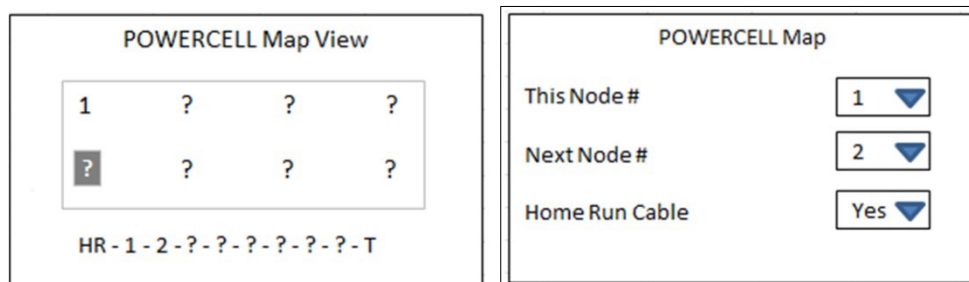 POWERCELL Map View
1 ? ? ?
? ? ? ?
HR - 1 - 2 - ? - ? - ? - ? - ? - ? - T
POWERCELL Map
This Node # 1
Next Node # 2
Home Run Cable Yes